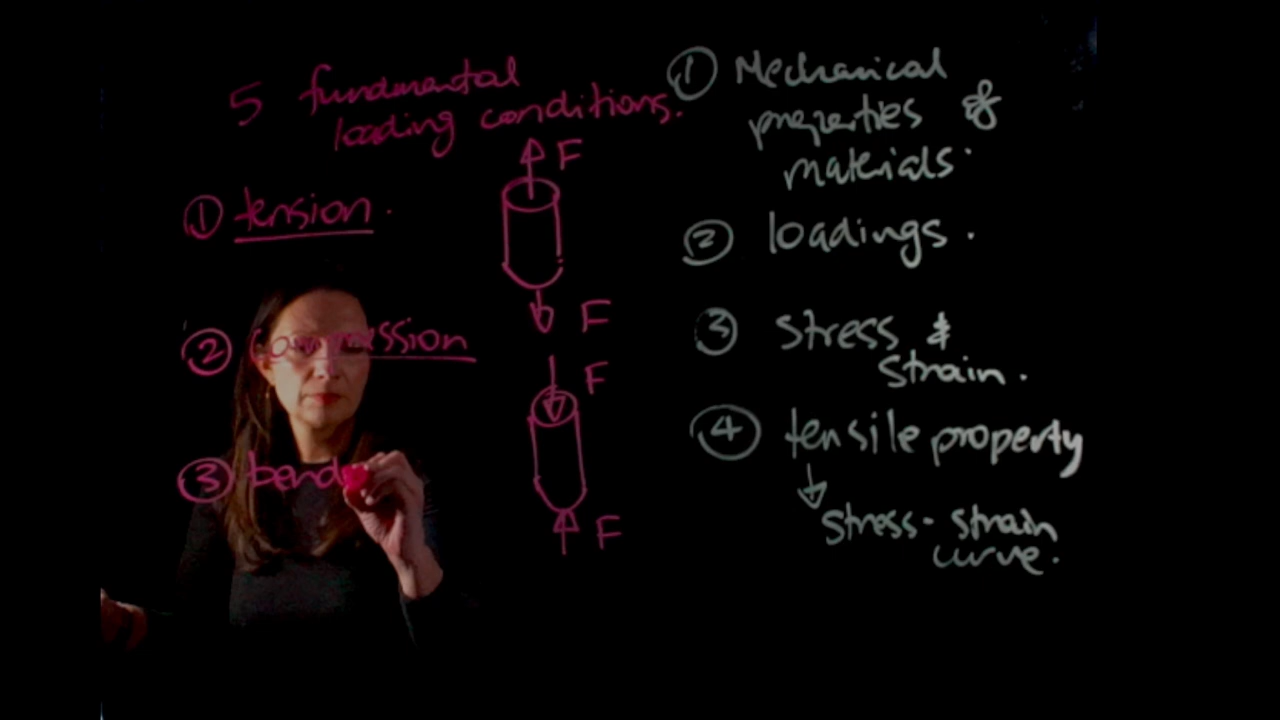 5 fundamental
loading conditions.
① tension.
F
F
② compression
F
F
③ bend
① Mechanical
properties of
materials.
② loadings.
③ Stress &
Strain.
④ tensile property
Stress - strain
curve.